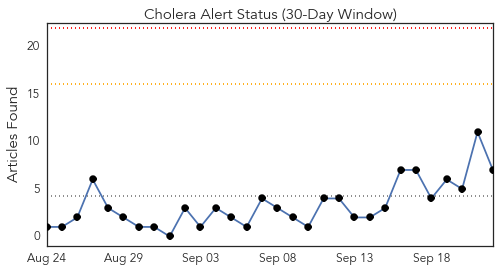 Cholera Alert Status (30-Day Window)
Articles Found
20
15
10
5
0
Aug 24 Aug 29 Sep 03 Sep 08 Sep 13 Sep 18